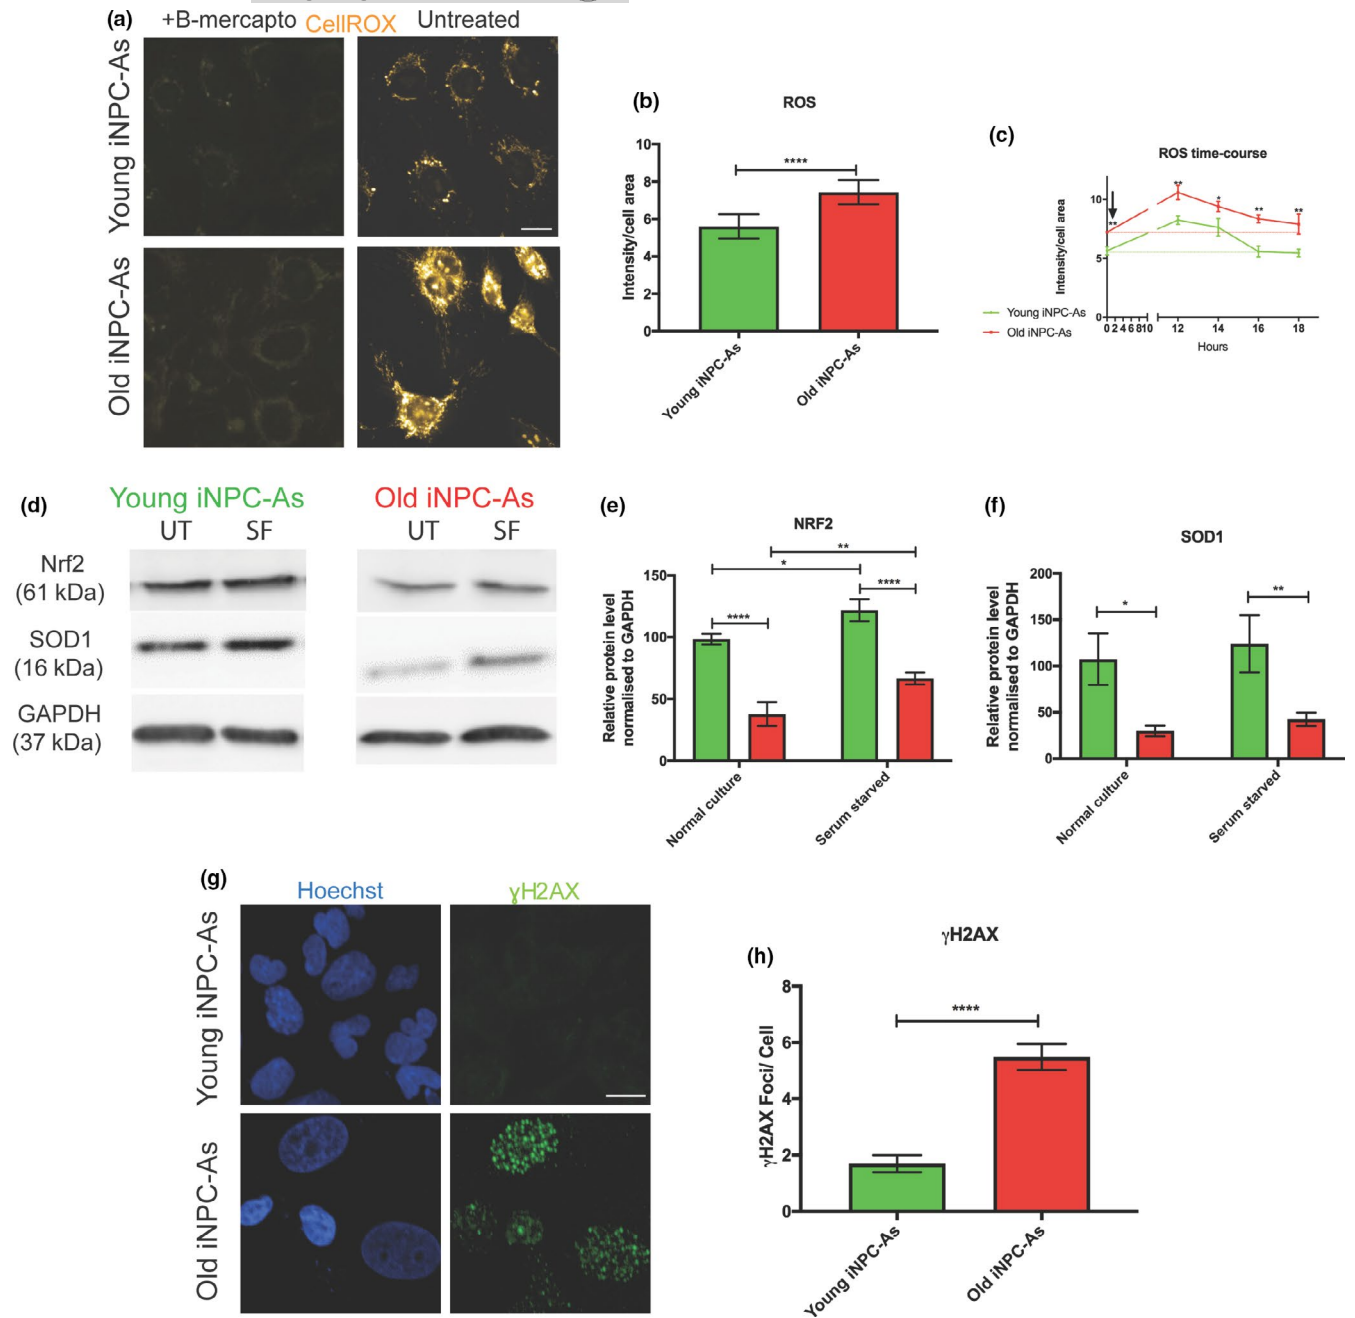 (a)
+B-mercapto CellROX Untreated
Young iNPC-As
Old iNPC-As
(b)
ROS
Intensity/cell area
10
8
6
4
2
0
****
Young iNPC-As
Old iNPC-As
(c)
ROS time-course
Intensity/cell area
10
5
0
**
**
*
**
**
0 2 4 6 8 10 12 14 16 18
Hours
Young iNPC-As
Old iNPC-As
(d)
Young iNPC-As Old iNPC-As
UT SF UT SF
Nrf2
(61 kDa)
SOD1
(16 kDa)
GAPDH
(37 kDa)
(e)
NRF2
Relative protein level
normalised to GAPDH
150
100
50
0
**
*
****
****
Normal culture
Serum starved
(f)
SOD1
Relative protein level
normalised to GAPDH
200
150
100
50
0
*
**
Normal culture
Serum starved
(g)
Hoechst γH2AX
Young iNPC-As
Old iNPC-As
(h)
γH2AX
γH2AX Foci/ Cell
8
6
4
2
0
****
Young iNPC-As
Old iNPC-As